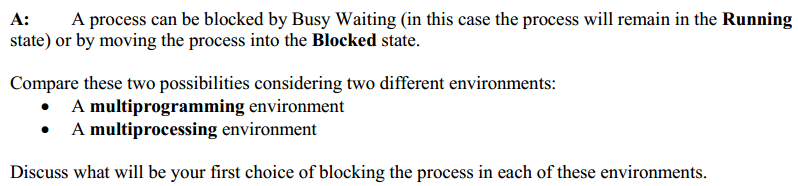 A: A process can be blocked by Busy Waiting (in this case the process will remain in the Running
state) or by moving the process into the Blocked state.
Compare these two possibilities considering two different environments:
• A multiprogramming environment
• A multiprocessing environment
Discuss what will be your first choice of blocking the process in each of these environments.